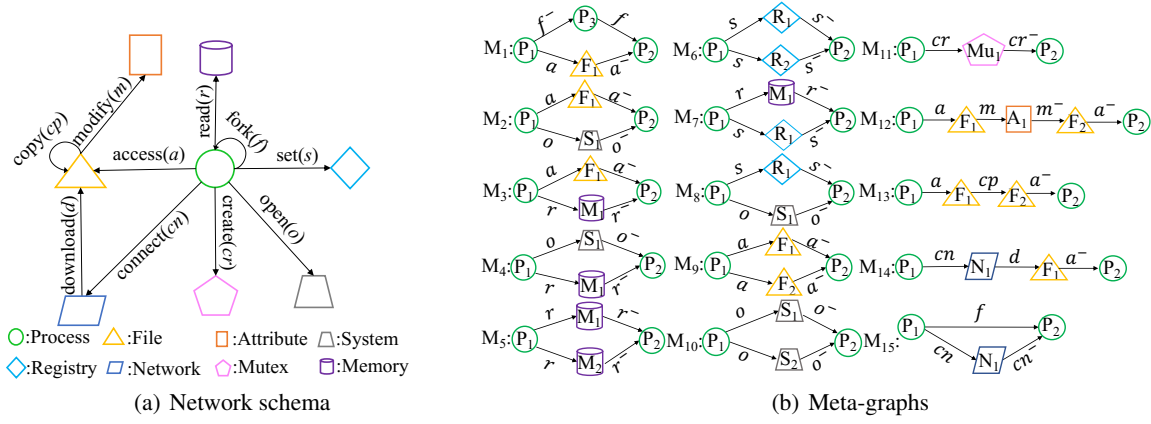 copy(cp)
modify(m)
read(r)
fork(f)
access(a)
set(s)
download(d)
connect(cn)
create(cr)
open(o)
:Process :File :Attribute :System
:Registry :Network :Mutex :Memory
(a) Network schema
M1: P1 f⁻ P3 f P2 a F1 a⁻
M2: P1 a F1 a⁻ P2 o S1 o⁻
M3: P1 a F1 a⁻ P2 r M1 r⁻
M4: P1 o S1 o⁻ P2 r M1 r⁻
M5: P1 r M1 r⁻ P2 r M2 r⁻
M6: P1 s R1 s⁻ P2 s R2 s⁻
M7: P1 r M1 r⁻ P2 s R1 s⁻
M8: P1 s R1 s⁻ P2 o S1 o⁻
M9: P1 a F1 a⁻ P2 a F2 a⁻
M10: P1 o S1 o⁻ P2 o S2 o⁻
M11: P1 cr Mu1 cr⁻ P2
M12: P1 a F1 m A1 m⁻ F2 a⁻ P2
M13: P1 a F1 cp F2 a⁻ P2
M14: P1 cn N1 d F1 a⁻ P2
M15: P1 f P2 cn N1 cn⁻
(b) Meta-graphs